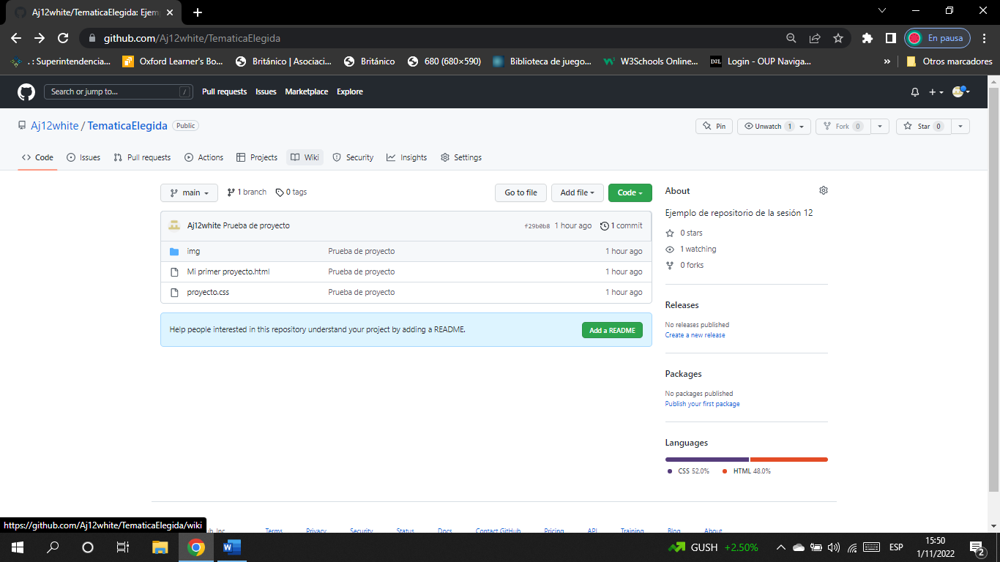 Aj12white/TematicaElegida: Ejem
github.com/Aj12white/TematicaElegida
En pausa
. : Superintendencia...
Oxford Learner's Bo...
Británico | Asociaci...
Británico
680 (680×590)
Biblioteca de juego...
W3Schools Online...
D2L
Login - OUP Naviga...
»
Otros marcadores
Search or jump to...
/
Pull requests
Issues
Marketplace
Explore
Aj12white / TematicaElegida
Public
Pin
Unwatch 1
Fork 0
Star 0
Code
Issues
Pull requests
Actions
Projects
Wiki
Security
Insights
Settings
main
1 branch
0 tags
Go to file
Add file
Code
Aj12white Prueba de proyecto
f29b0b8 1 hour ago
1 commit
img
Prueba de proyecto
1 hour ago
Mi primer proyecto.html
Prueba de proyecto
1 hour ago
proyecto.css
Prueba de proyecto
1 hour ago
Help people interested in this repository understand your project by adding a README.
Add a README
About
Ejemplo de repositorio de la sesión 12
0 stars
1 watching
0 forks
Releases
No releases published
Create a new release
Packages
No packages published
Publish your first package
Languages
CSS 52.0%
HTML 48.0%
https://github.com/Aj12white/TematicaElegida/wiki
Inc.
Terms
Privacy
Security
Status
Docs
Contact GitHub
Pricing
API
Training
Blog
About
GUSH +2.50%
ESP
15:50
1/11/2022
2